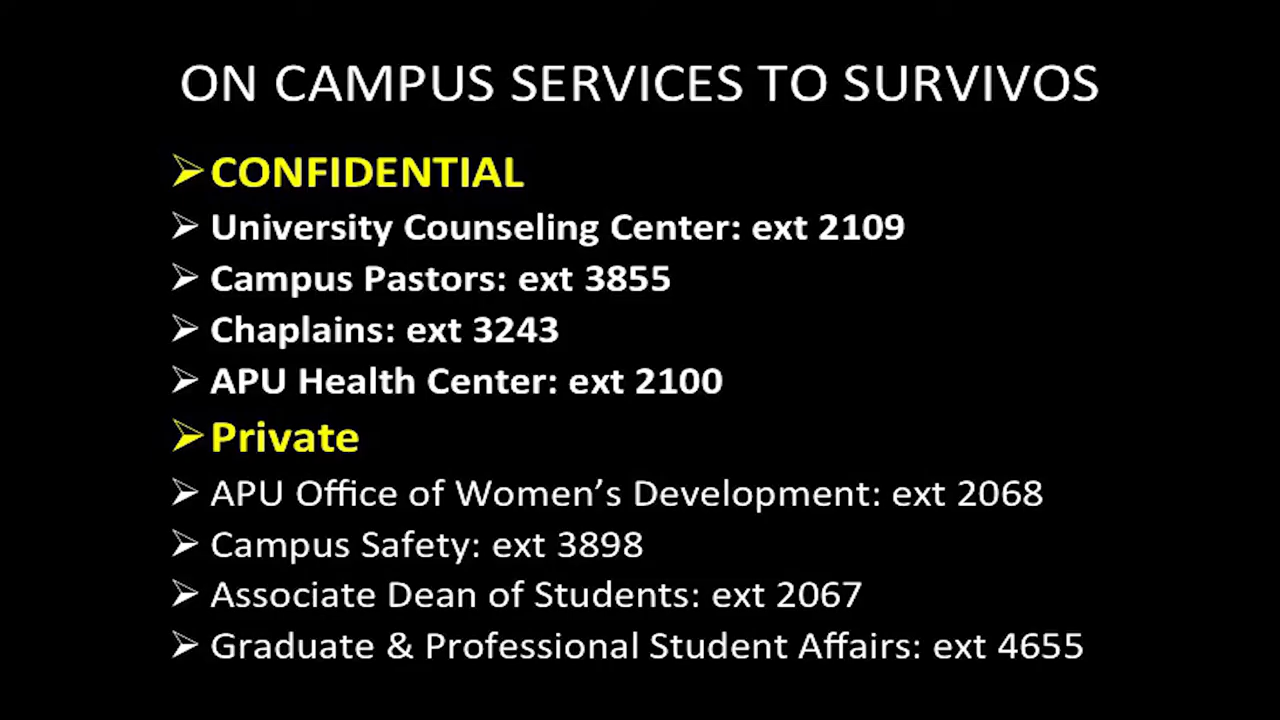 ON CAMPUS SERVICES TO SURVIVOS
➢CONFIDENTIAL
➢ University Counseling Center: ext 2109
➢ Campus Pastors: ext 3855
➢ Chaplains: ext 3243
➢ APU Health Center: ext 2100
➢Private
➢ APU Office of Women’s Development: ext 2068
➢ Campus Safety: ext 3898
➢ Associate Dean of Students: ext 2067
➢ Graduate & Professional Student Affairs: ext 4655